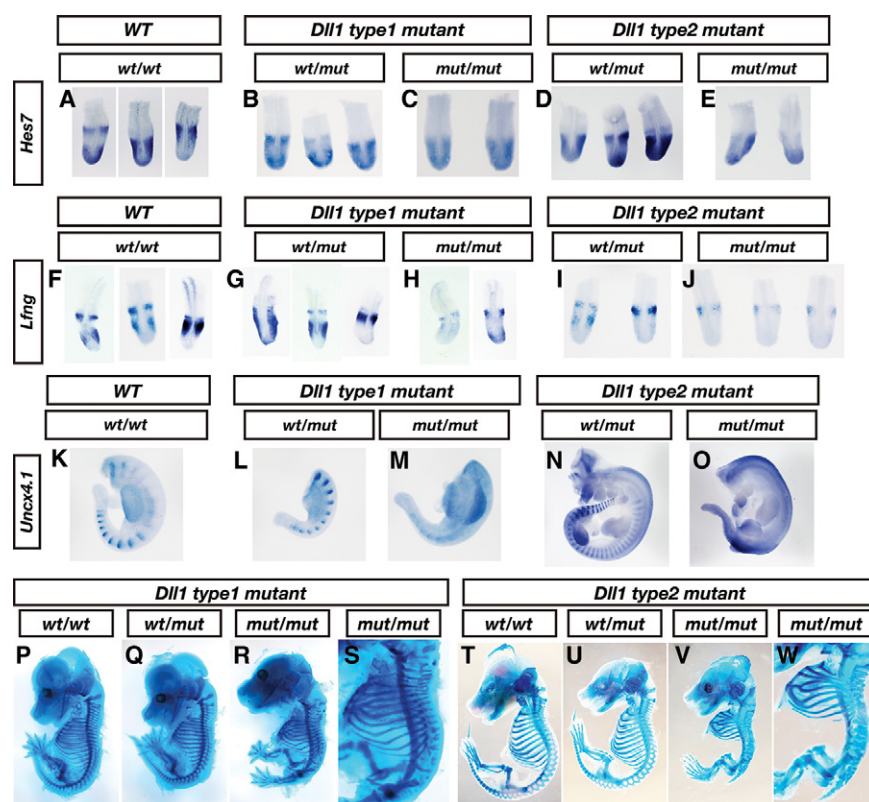 WT Dll1 type1 mutant Dll1 type2 mutant
wt/wt wt/mut mut/mut wt/mut mut/mut
A B C D E
Hes7
WT Dll1 type1 mutant Dll1 type2 mutant
wt/wt wt/mut mut/mut wt/mut mut/mut
F G H I J
Lfng
WT Dll1 type1 mutant Dll1 type2 mutant
wt/wt wt/mut mut/mut wt/mut mut/mut
K L M N O
Uncx4.1
Dll1 type1 mutant Dll1 type2 mutant
wt/wt wt/mut mut/mut mut/mut wt/wt wt/mut mut/mut mut/mut
P Q R S T U V W